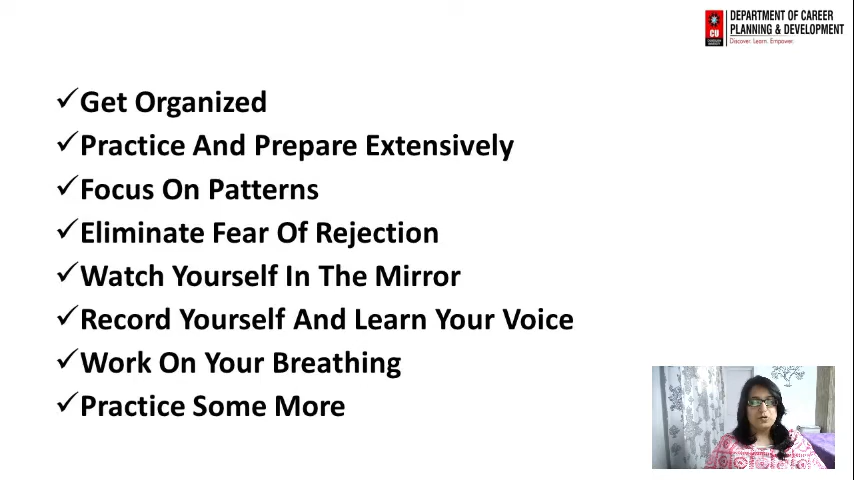 DEPARTMENT OF CAREER
PLANNING & DEVELOPMENT
CU
Discover. Learn. Empower.
✓Get Organized
✓Practice And Prepare Extensively
✓Focus On Patterns
✓Eliminate Fear Of Rejection
✓Watch Yourself In The Mirror
✓Record Yourself And Learn Your Voice
✓Work On Your Breathing
✓Practice Some More